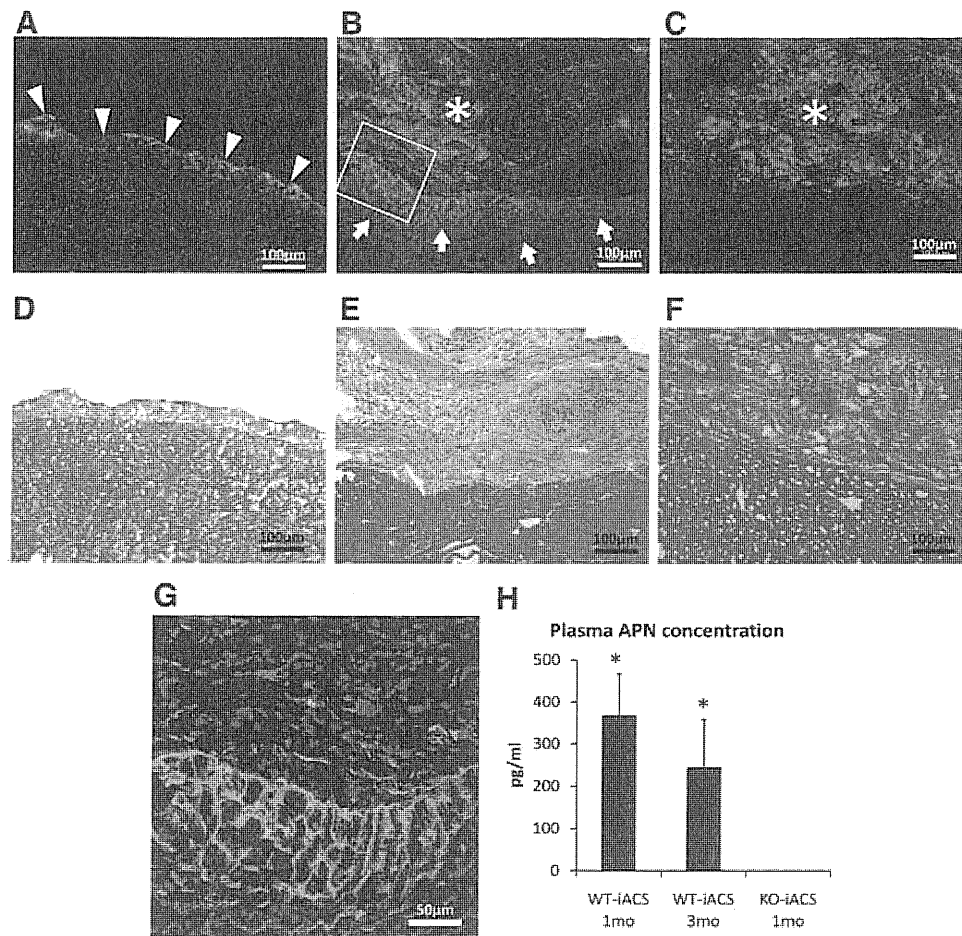 A
B
C
*
*
100μm
100μm
100μm
D
E
F
100μm
100μm
100μm
G
H
50μm
Plasma APN concentration
500
400
300
200
100
0
pg/ml
*
*
WT-iACS
1mo
WT-iACS
3mo
KO-iACS
1mo